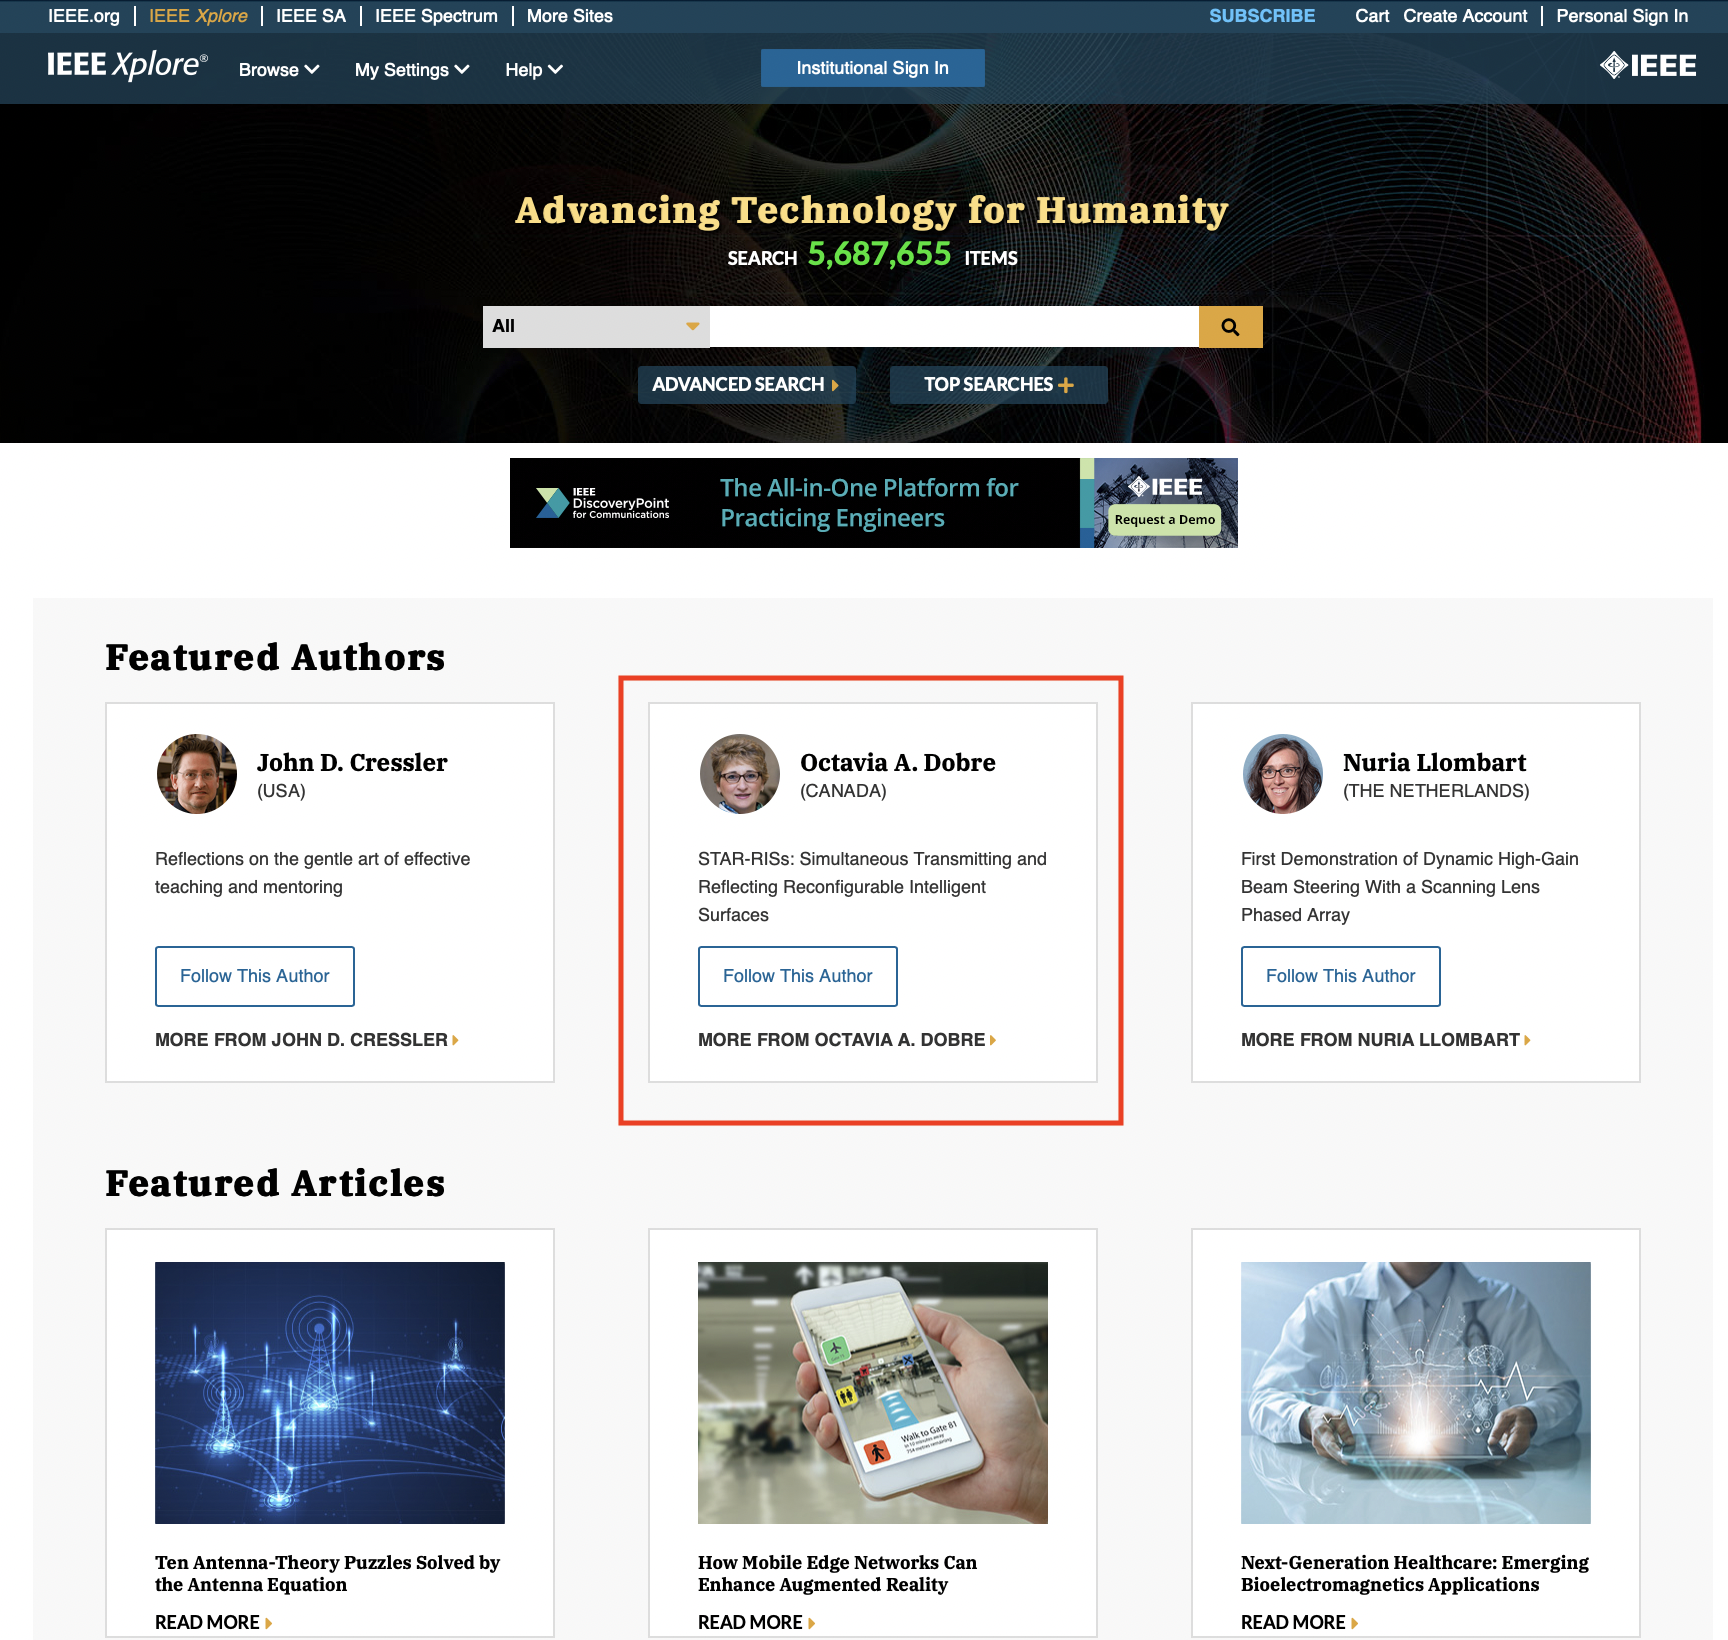 IEEE.org IEEE Xplore IEEE SA IEEE Spectrum More Sites SUBSCRIBE Cart Create Account Personal Sign In
IEEE Xplore® Browse My Settings Help Institutional Sign In IEEE
Advancing Technology for Humanity
SEARCH 5,687,655 ITEMS
All
ADVANCED SEARCH TOP SEARCHES
IEEE
DiscoveryPoint
for Communications
The All-in-One Platform for
Practicing Engineers
IEEE
Request a Demo
Featured Authors
John D. Cressler
(USA)
Reflections on the gentle art of effective
teaching and mentoring
Follow This Author
MORE FROM JOHN D. CRESSLER
Octavia A. Dobre
(CANADA)
STAR-RISs: Simultaneous Transmitting and
Reflecting Reconfigurable Intelligent
Surfaces
Follow This Author
MORE FROM OCTAVIA A. DOBRE
Nuria Llombart
(THE NETHERLANDS)
First Demonstration of Dynamic High-Gain
Beam Steering With a Scanning Lens
Phased Array
Follow This Author
MORE FROM NURIA LLOMBART
Featured Articles
Ten Antenna-Theory Puzzles Solved by
the Antenna Equation
READ MORE
Walk to Gate 81
in 10 minutes away
754 metres remaining
How Mobile Edge Networks Can
Enhance Augmented Reality
READ MORE
Next-Generation Healthcare: Emerging
Bioelectromagnetics Applications
READ MORE